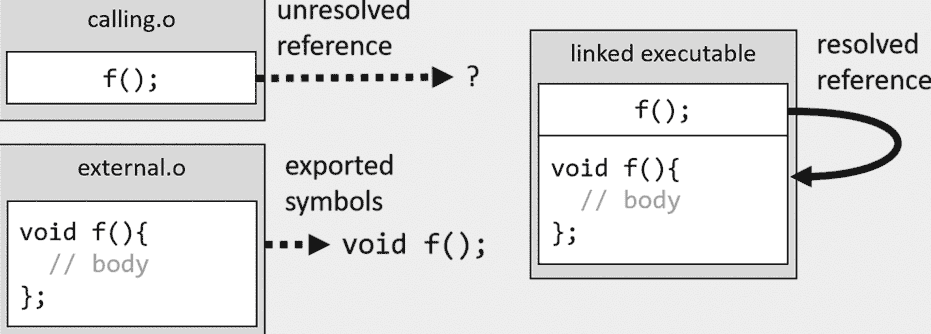 calling.o
f();
unresolved
reference
?
external.o
void f(){
// body
};
exported
symbols
void f();
linked executable
f();
void f(){
// body
};
resolved
reference